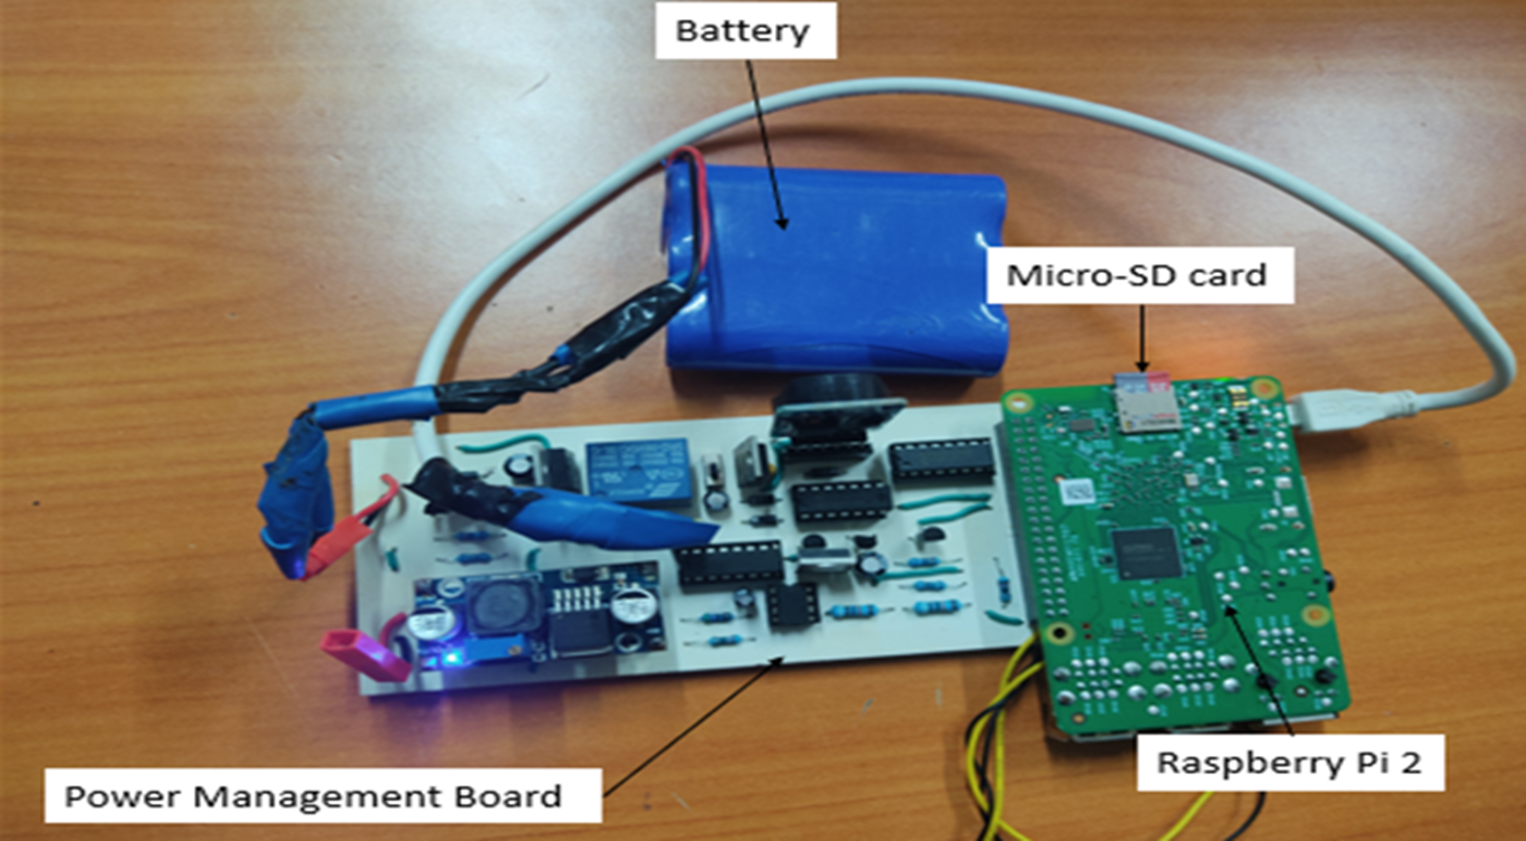 Battery
Micro-SD card
Raspberry Pi 2
Power Management Board